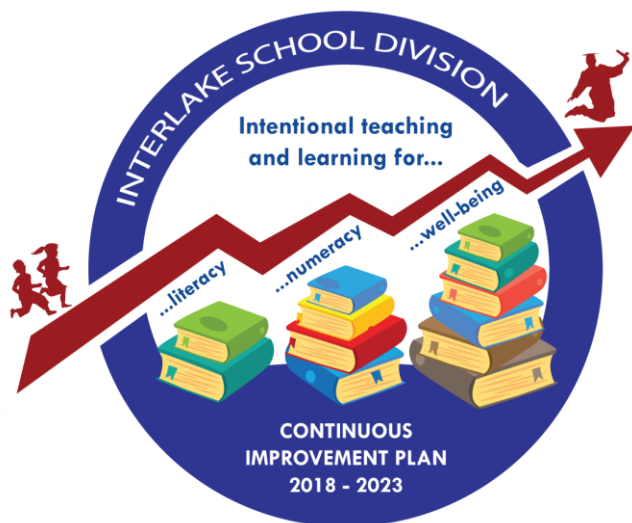 INTERLAKE SCHOOL DIVISION
Intentional teaching
and learning for...
...literacy
...numeracy
...well-being
CONTINUOUS
IMPROVEMENT PLAN
2018 - 2023